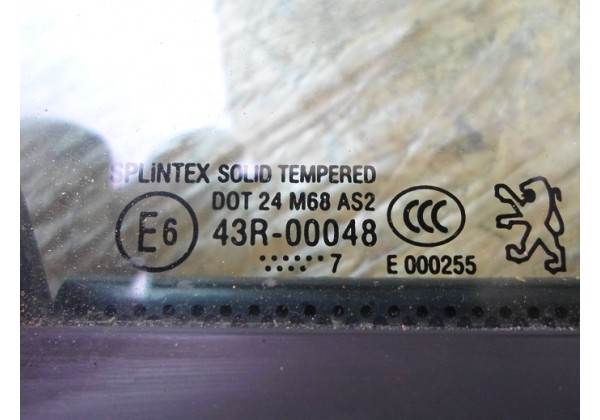 SPLiNTEX SOLID TEMPERED
DOT 24 M68 AS2
E6 43R-00048 CCC
7 E 000255